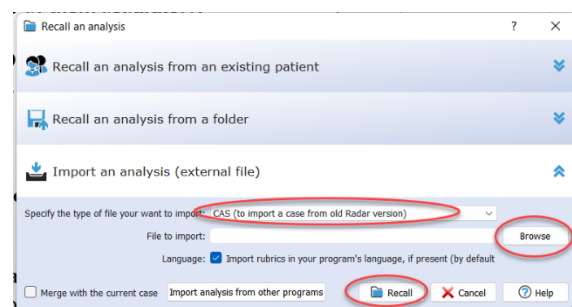 Recall an analysis ? X
Recall an analysis from an existing patient
Recall an analysis from a folder
Import an analysis (external file)
Specify the type of file your want to import: CAS (to import a case from old Radar version)
File to import: Browse
Language: Import rubrics in your program's language, if present (by default
Merge with the current case Import analysis from other programs Recall Cancel Help